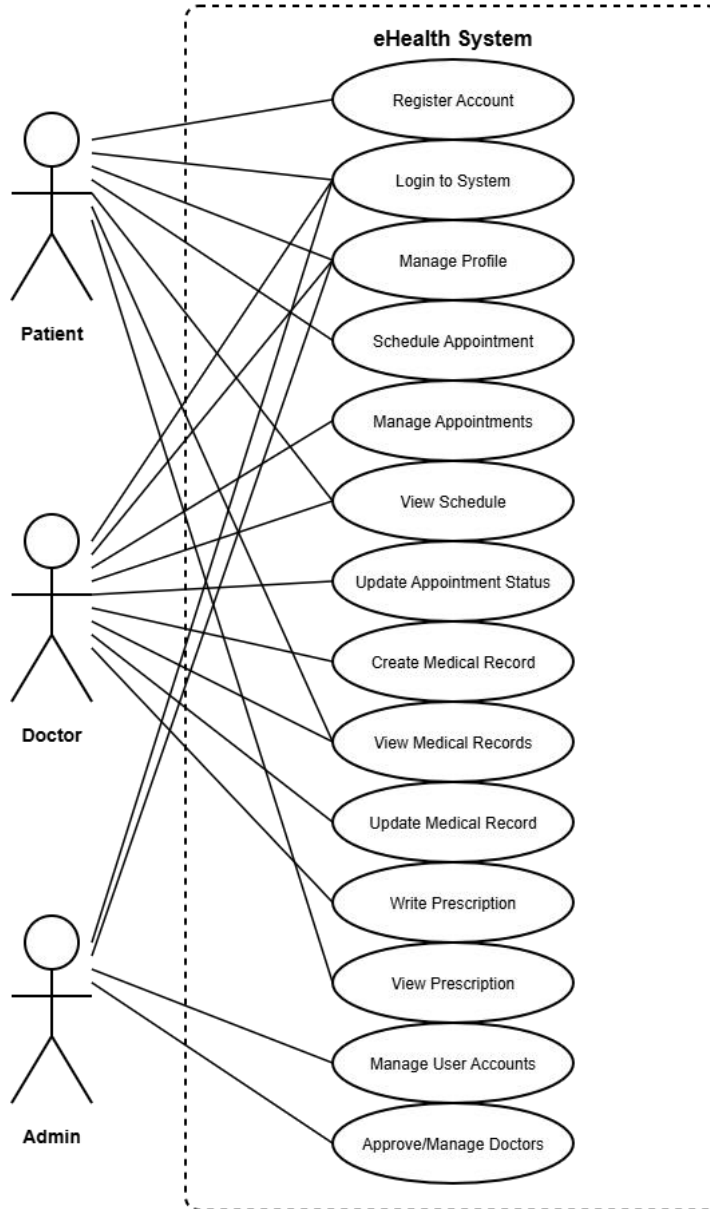 eHealth System
Register Account
Login to System
Manage Profile
Patient
Schedule Appointment
Manage Appointments
View Schedule
Update Appointment Status
Create Medical Record
Doctor
View Medical Records
Update Medical Record
Write Prescription
View Prescription
Manage User Accounts
Admin
Approve/Manage Doctors